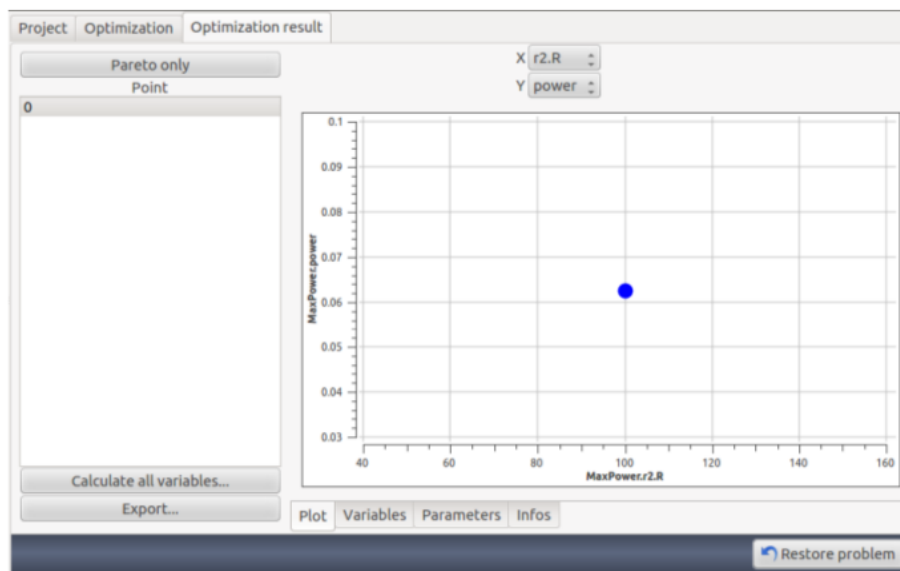 Project Optimization Optimization result
Pareto only
Point
0
X r2.R
Y power
0.1
0.09
0.08
0.07
0.06
0.05
0.04
0.03
MaxPower.power
40 60 80 100 120 140 160
MaxPower.r2.R
Calculate all variables...
Export...
Plot Variables Parameters Infos
Restore problem